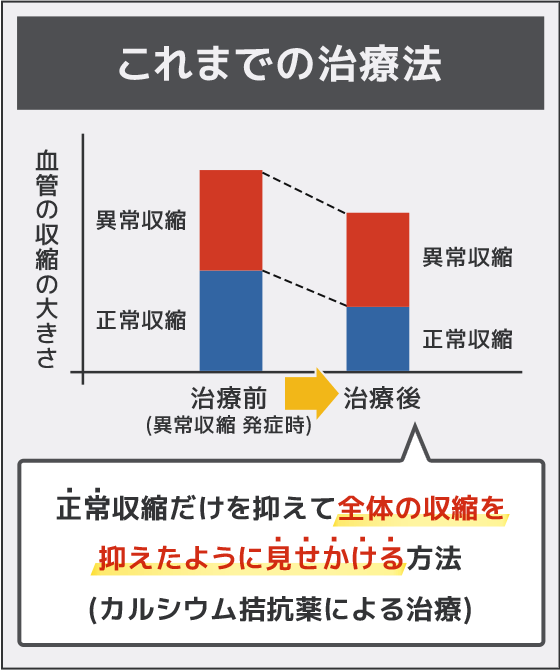 これまでの治療法
血管の収縮の大きさ
異常収縮
正常収縮
異常収縮
正常収縮
治療前
(異常収縮 発症時)
治療後
正常収縮だけを抑えて全体の収縮を
抑えたように見せかける方法
(カルシウム拮抗薬による治療)